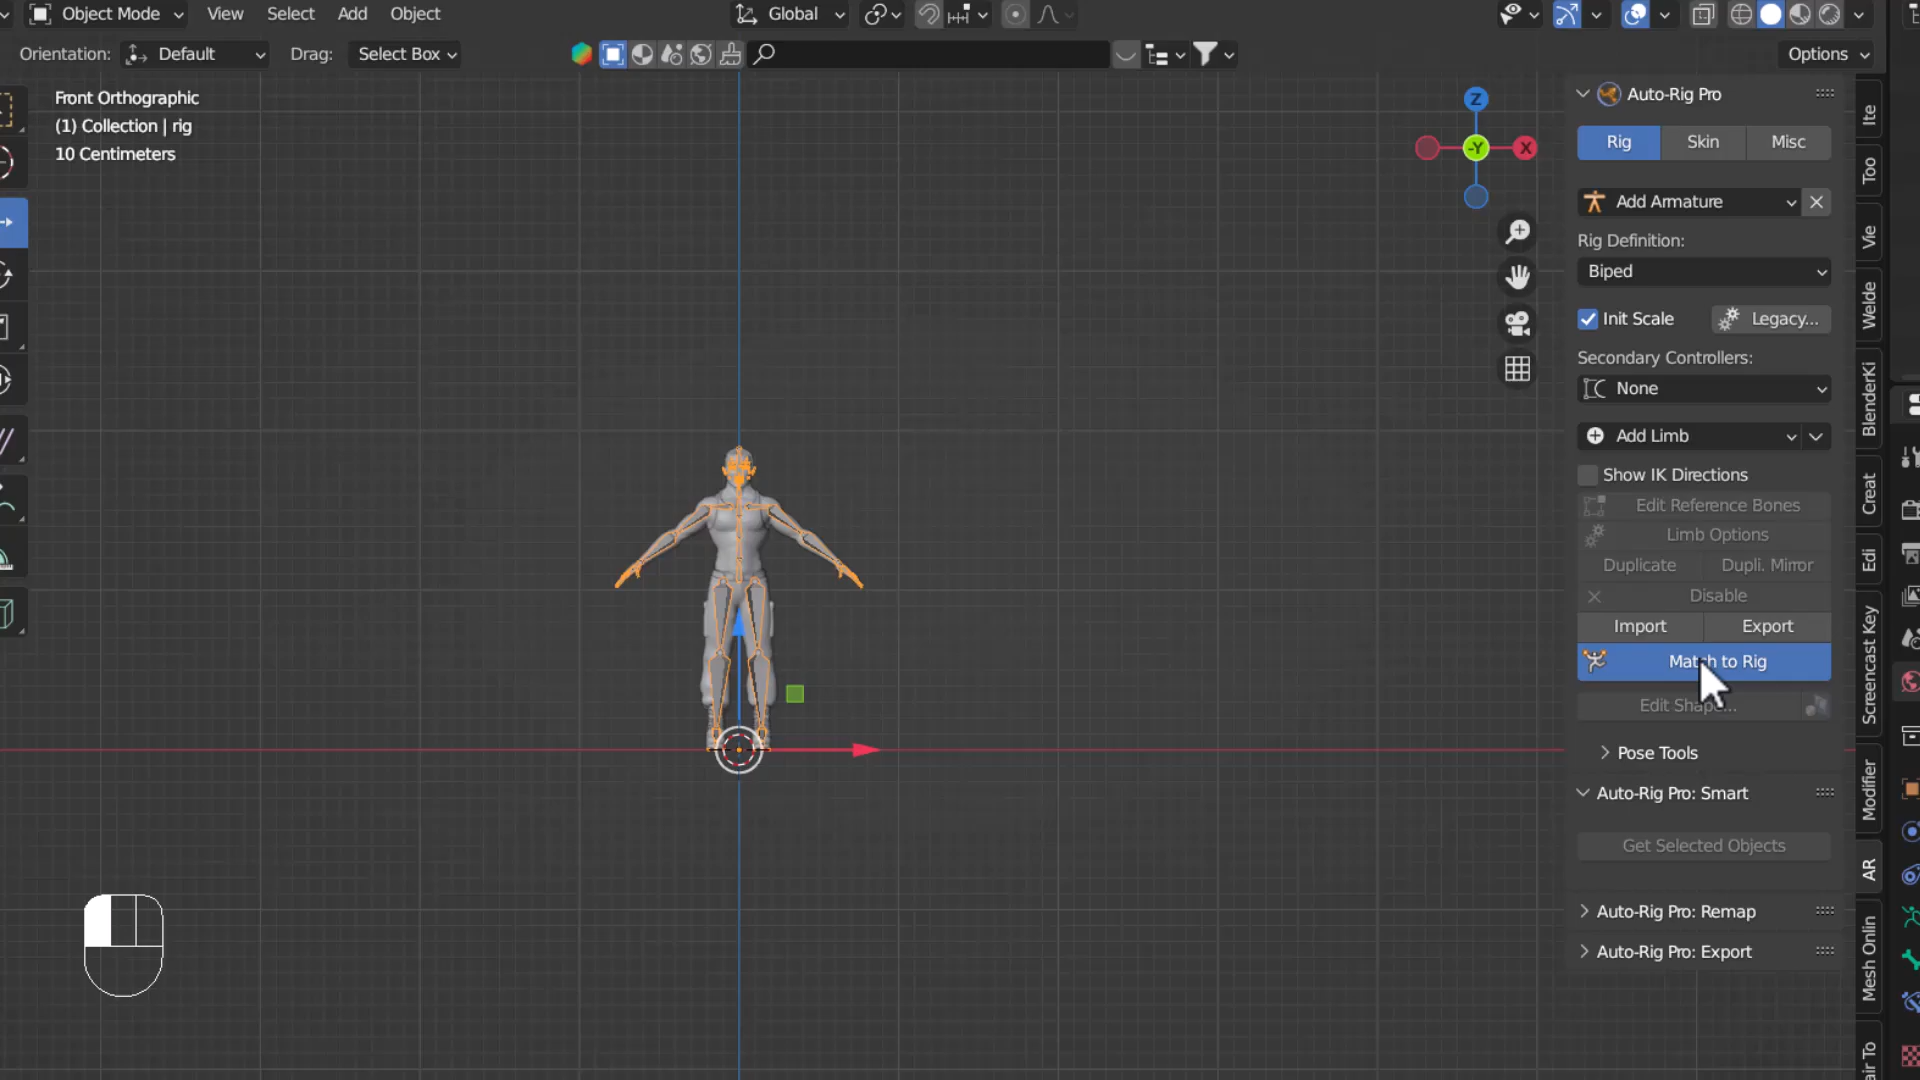 Object Mode
View
Select
Add
Object
Global
Orientation:
Default
Drag:
Select Box
Options
Front Orthographic
(1) Collection | rig
10 Centimeters
Z
-Y
X
Auto-Rig Pro
Rig
Skin
Misc
Add Armature
Rig Definition:
Biped
Init Scale
Legacy...
Secondary Controllers:
None
Add Limb
Show IK Directions
Edit Reference Bones
Limb Options
Duplicate
Dupli. Mirror
Disable
Import
Export
Match to Rig
Edit Shape...
Pose Tools
Auto-Rig Pro: Smart
Get Selected Objects
Auto-Rig Pro: Remap
Auto-Rig Pro: Export
Ite
Too
Vie
Welde
BlenderKi
Creat
Edi
Screencast Key
Modifier
AR
Mesh Onlin
air To